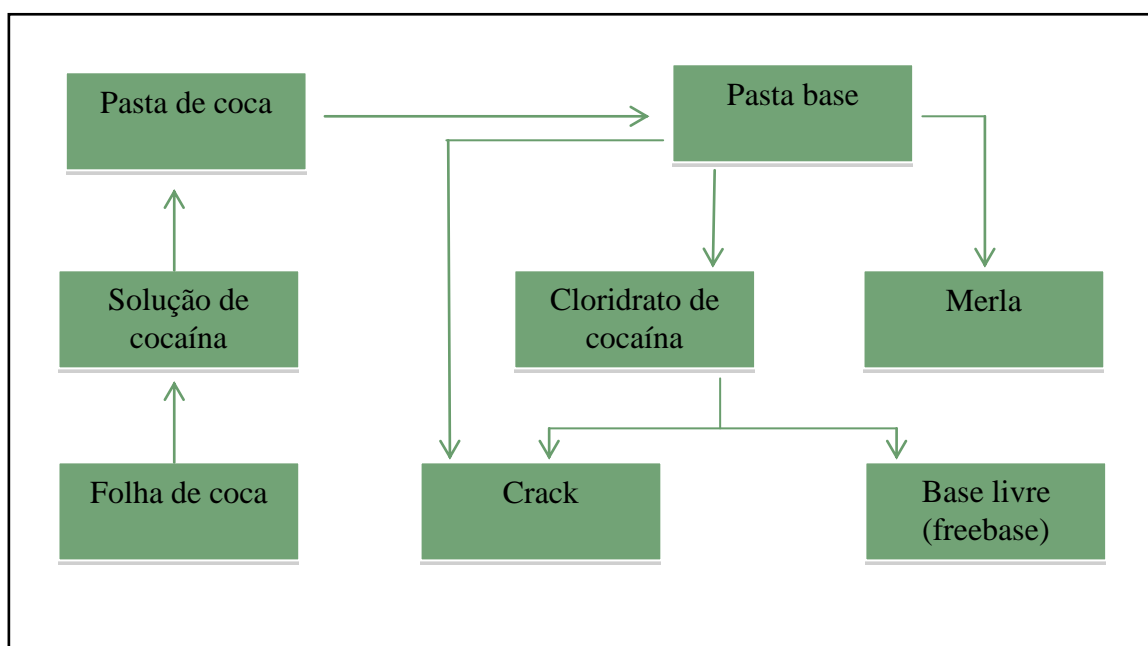 Pasta de coca
Pasta base
Solução de
cocaína
Cloridrato de
cocaína
Merla
Folha de coca
Crack
Base livre
(freebase)